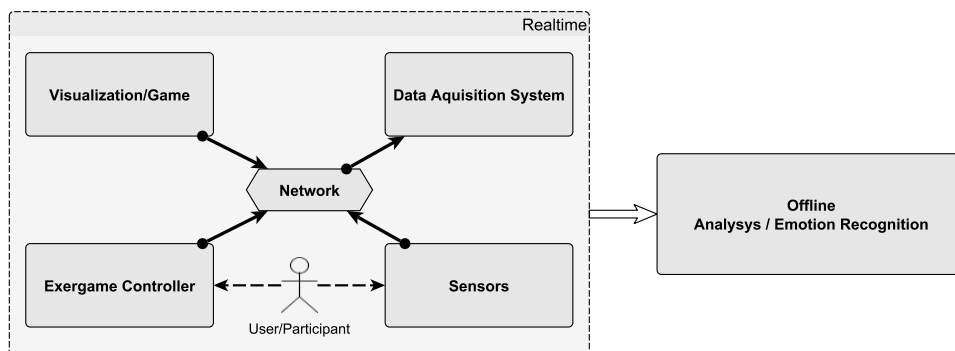 Realtime
Visualization/Game
Data Aquisition System
Network
Offline
Analysys / Emotion Recognition
Exergame Controller
Sensors
User/Participant